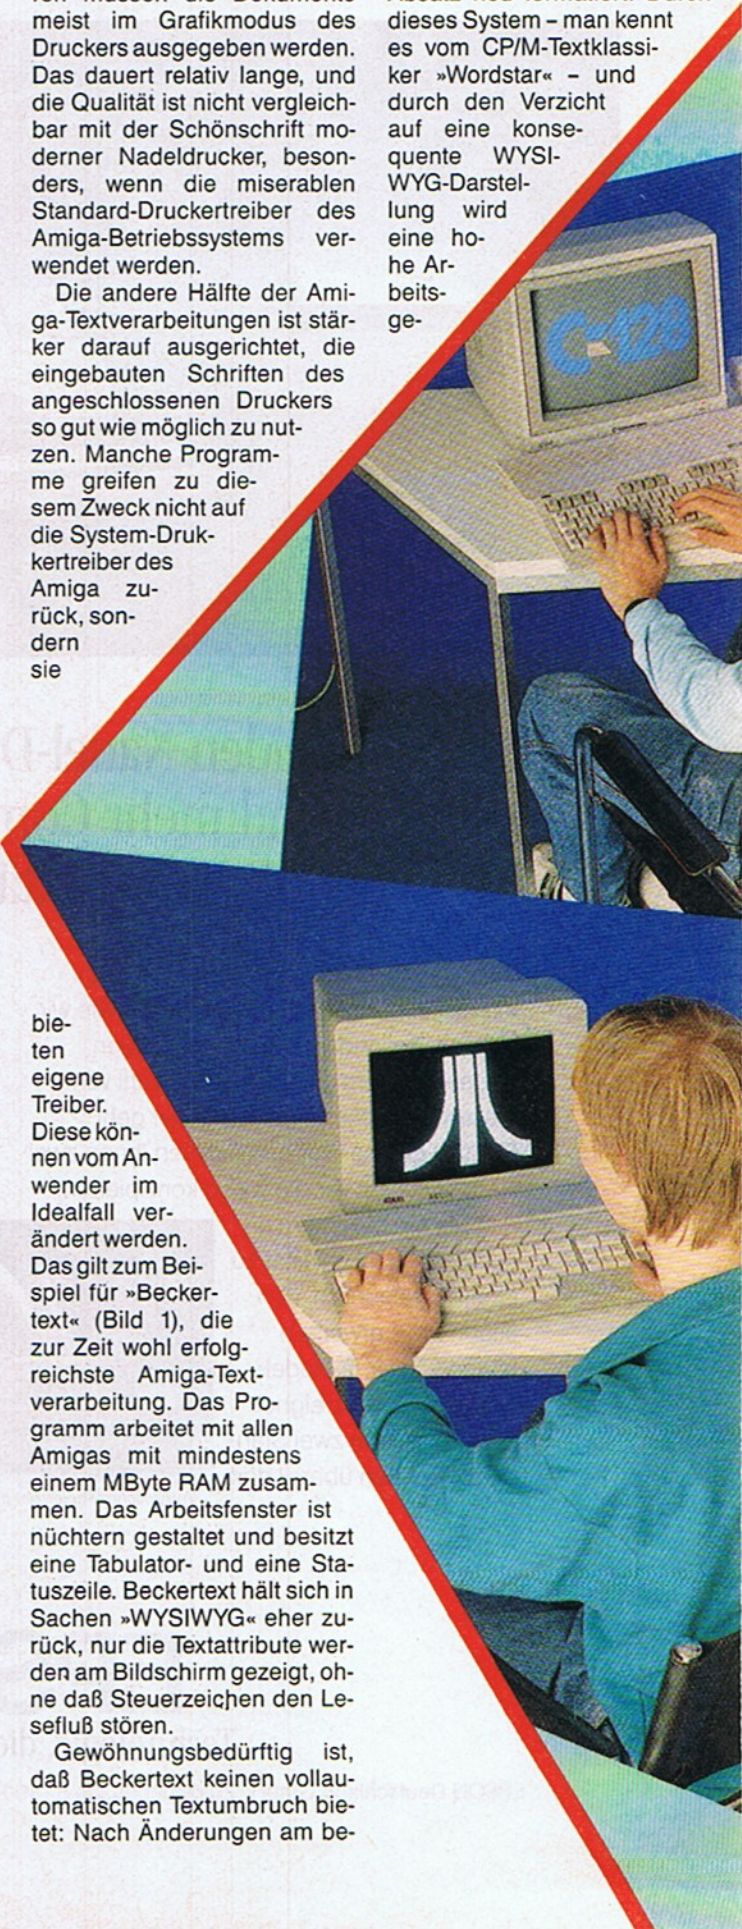 meist im Grafikmodus des
Druckers ausgegeben werden.
Das dauert relativ lange, und
die Qualität ist nicht vergleich-
bar mit der Schönschrift mo-
derner Nadeldrucker, beson-
ders, wenn die miserablen
Standard-Druckertreiber des
Amiga-Betriebssystems ver-
wendet werden.
Die andere Hälfte der Ami-
ga-Textverarbeitungen ist stär-
ker darauf ausgerichtet, die
eingebauten Schriften des
angeschlossenen Druckers
so gut wie möglich zu nut-
zen. Manche Program-
me greifen zu die-
sem Zweck nicht auf
die System-Druk-
kertreiber des
Amiga zu-
rück, son-
dern
sie
bie-
ten
eigene
Treiber.
Diese kön-
nen vom An-
wender im
Idealfall ver-
ändert werden.
Das gilt zum Bei-
spiel für »Becker-
text« (Bild 1), die
zur Zeit wohl erfolg-
reichste Amiga-Text-
verarbeitung. Das Pro-
gramm arbeitet mit allen
Amigas mit mindestens
einem MByte RAM zusam-
men. Das Arbeitsfenster ist
nüchtern gestaltet und besitzt
eine Tabulator- und eine Sta-
tuszeile. Beckertext hält sich in
Sachen »WYSIWYG« eher zu-
rück, nur die Textattribute wer-
den am Bildschirm gezeigt, oh-
ne daß Steuerzeichen den Le-
sefluß stören.
Gewöhnungsbedürftig ist,
daß Beckertext keinen vollau-
tomatischen Textumbruch bie-
tet: Nach Änderungen am be-
dieses System – man kennt
es vom CP/M-Textklassi-
ker »Wordstar« – und
durch den Verzicht
auf eine konse-
quente WYSI-
WYG-Darstel-
lung wird
eine ho-
he Ar-
beits-
ge-
C-128
ATARI